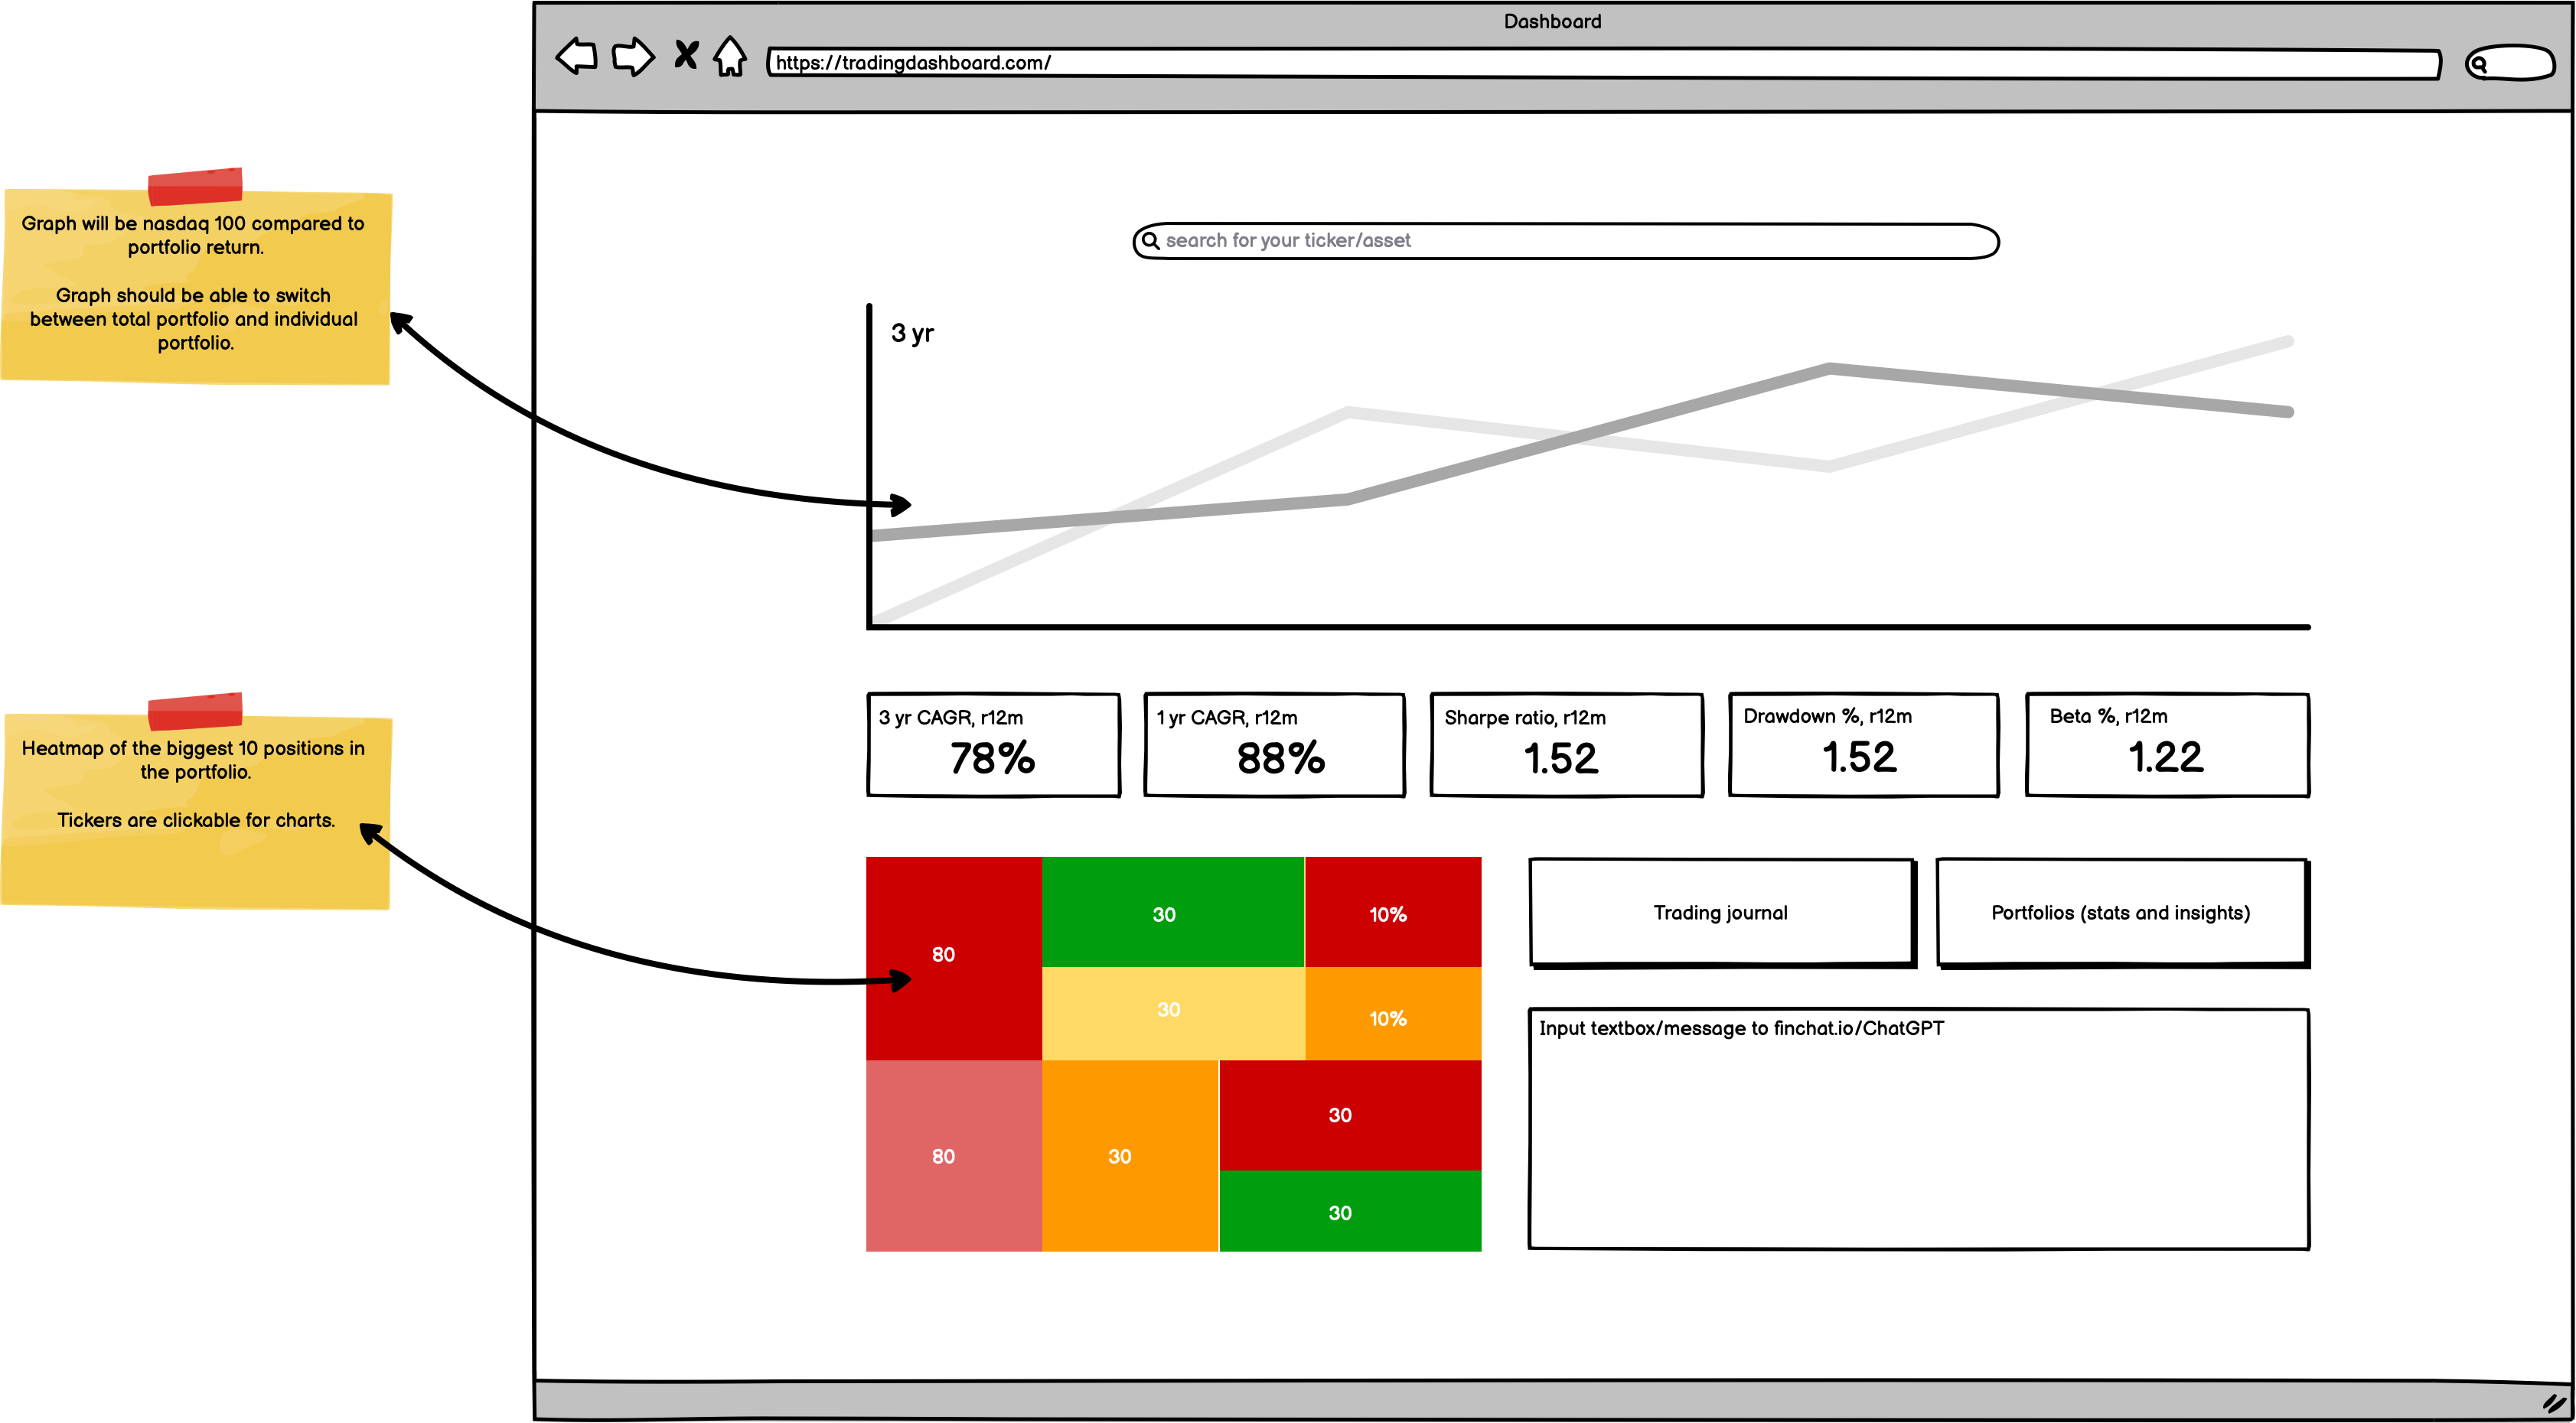 Dashboard
https://tradingdashboard.com/
Graph will be nasdaq 100 compared to
portfolio return.
Graph should be able to switch
between total portfolio and individual
portfolio.
search for your ticker/asset
3 yr
3 yr CAGR, r12m
78%
1 yr CAGR, r12m
88%
Sharpe ratio, r12m
1.52
Drawdown %, r12m
1.52
Beta %, r12m
1.22
Heatmap of the biggest 10 positions in
the portfolio.
Tickers are clickable for charts.
80
30
10%
30
10%
80
30
30
30
Trading journal
Portfolios (stats and insights)
Input textbox/message to finchat.io/ChatGPT